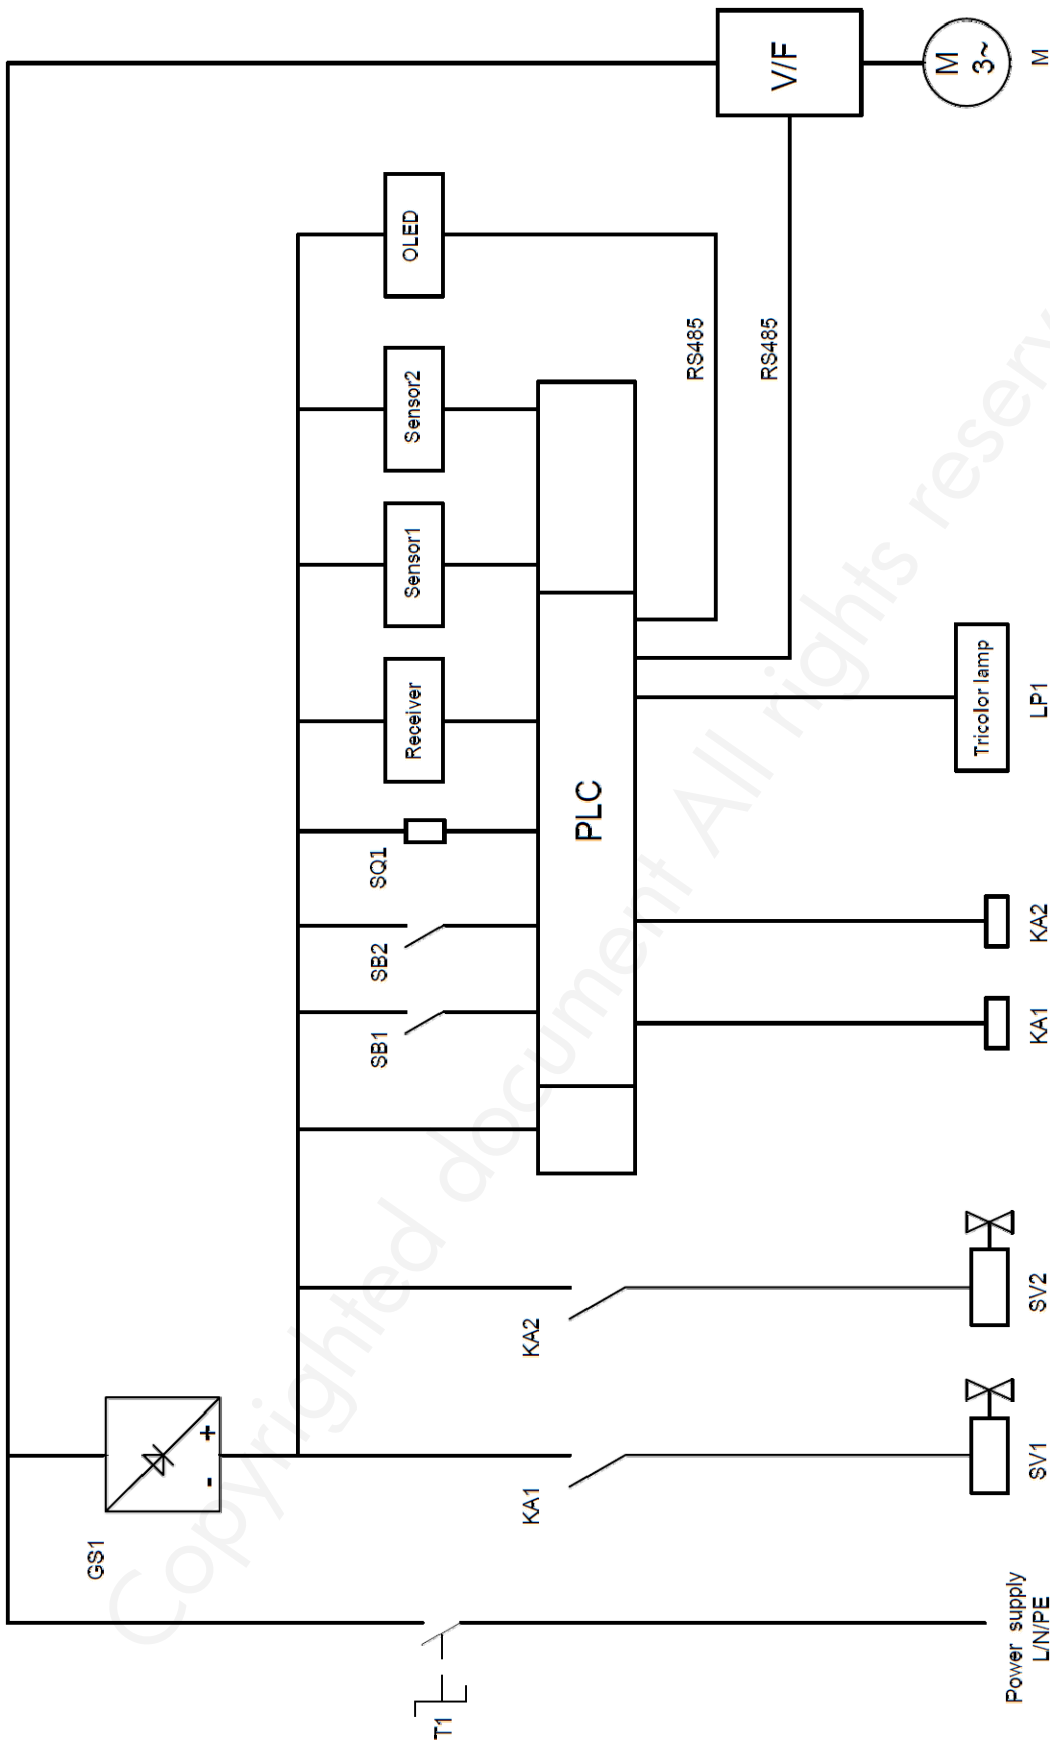 GS1
T1
Power supply
L/N/PE
KA1
SV1
KA2
SV2
- +
SB1
SB2
SQ1
Receiver
Sensor1
Sensor2
OLED
PLC
RS485
RS485
V/F
M
3~
M
KA1
KA2
Tricolor lamp
LP1
Copyrighted document All rights reserv